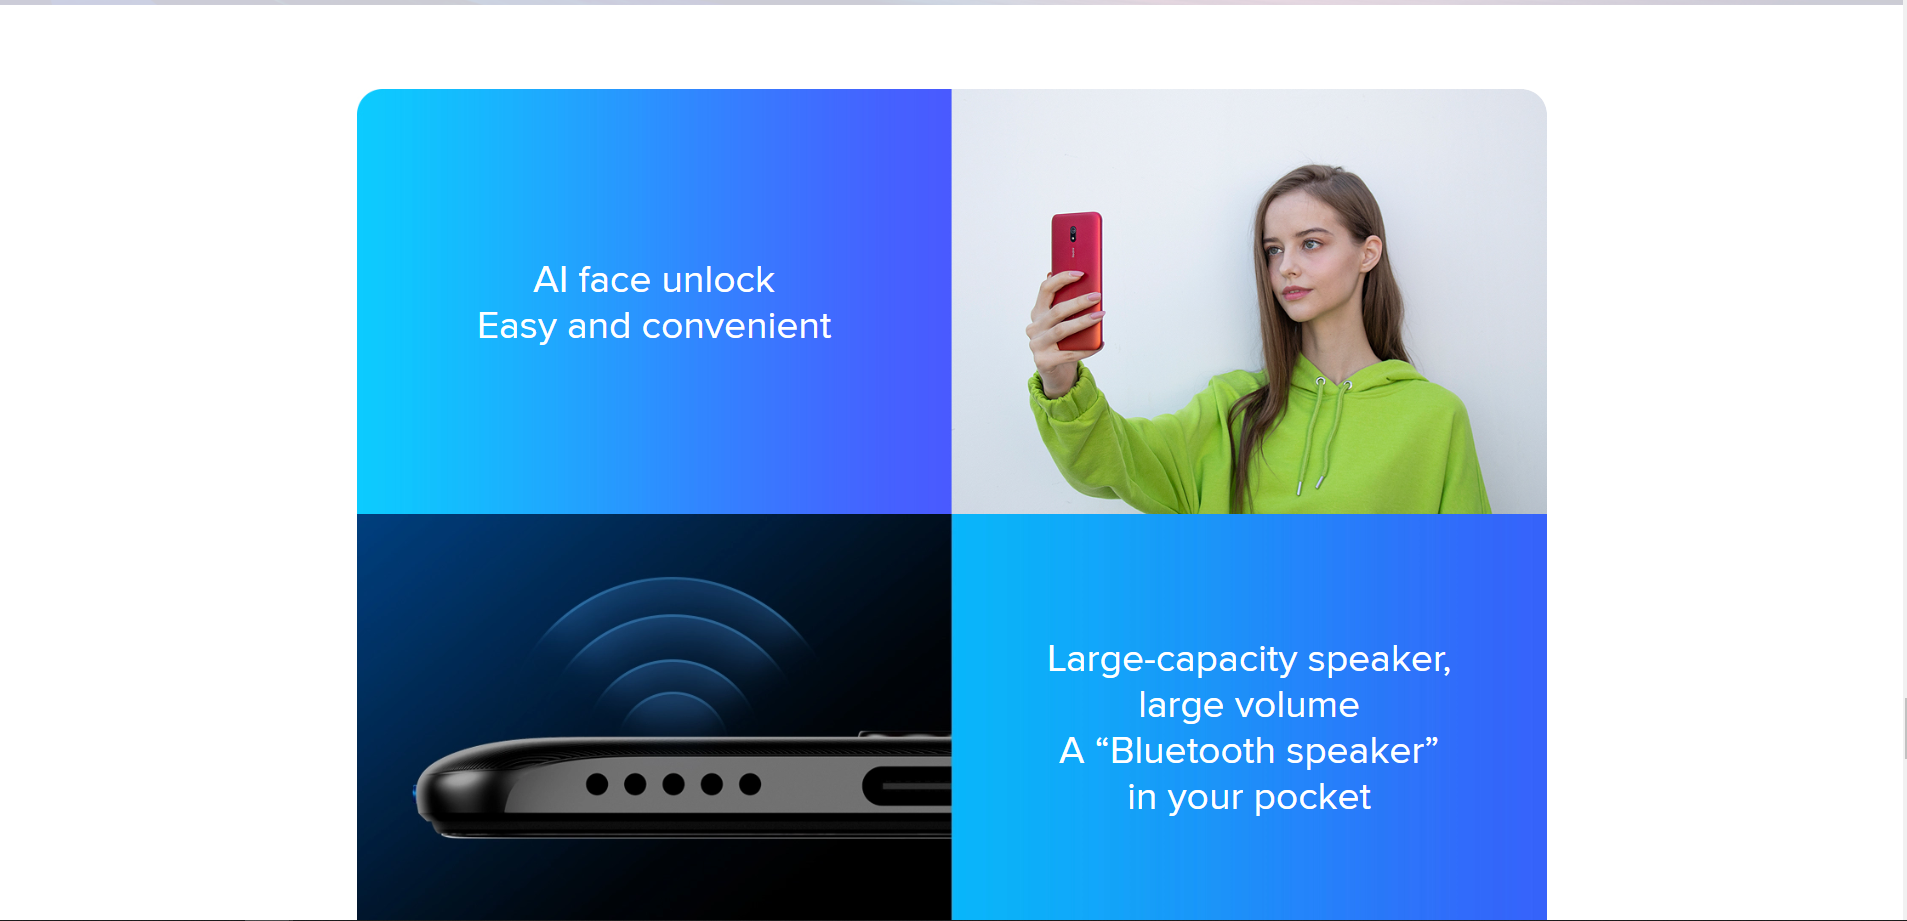 AI face unlock
Easy and convenient
Large-capacity speaker,
large volume
A “Bluetooth speaker”
in your pocket